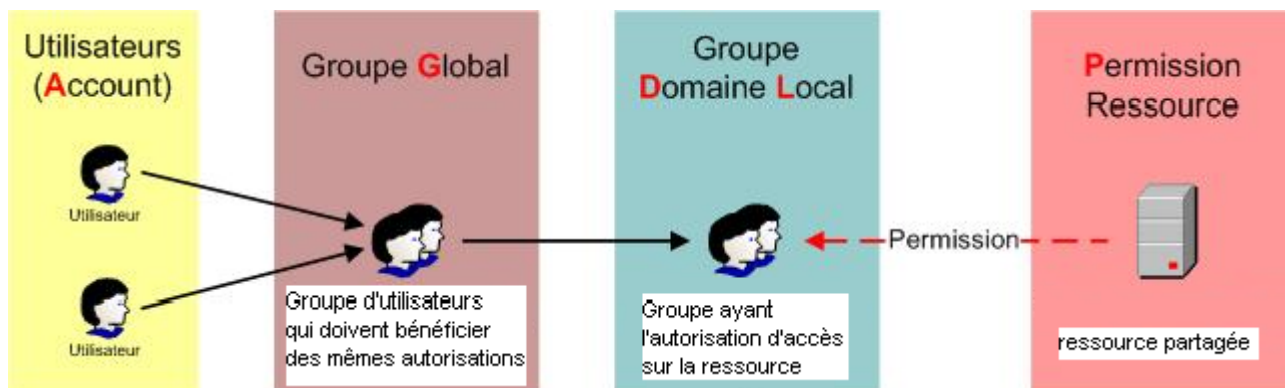 Utilisateurs
(Account)
Utilisateur
Utilisateur
Groupe Global
Groupe d'utilisateurs
qui doivent bénéficier
des mêmes autorisations
Groupe
Domaine Local
Groupe ayant
l'autorisation d'accès
sur la ressource
Permission
Permission
Ressource
ressource partagée